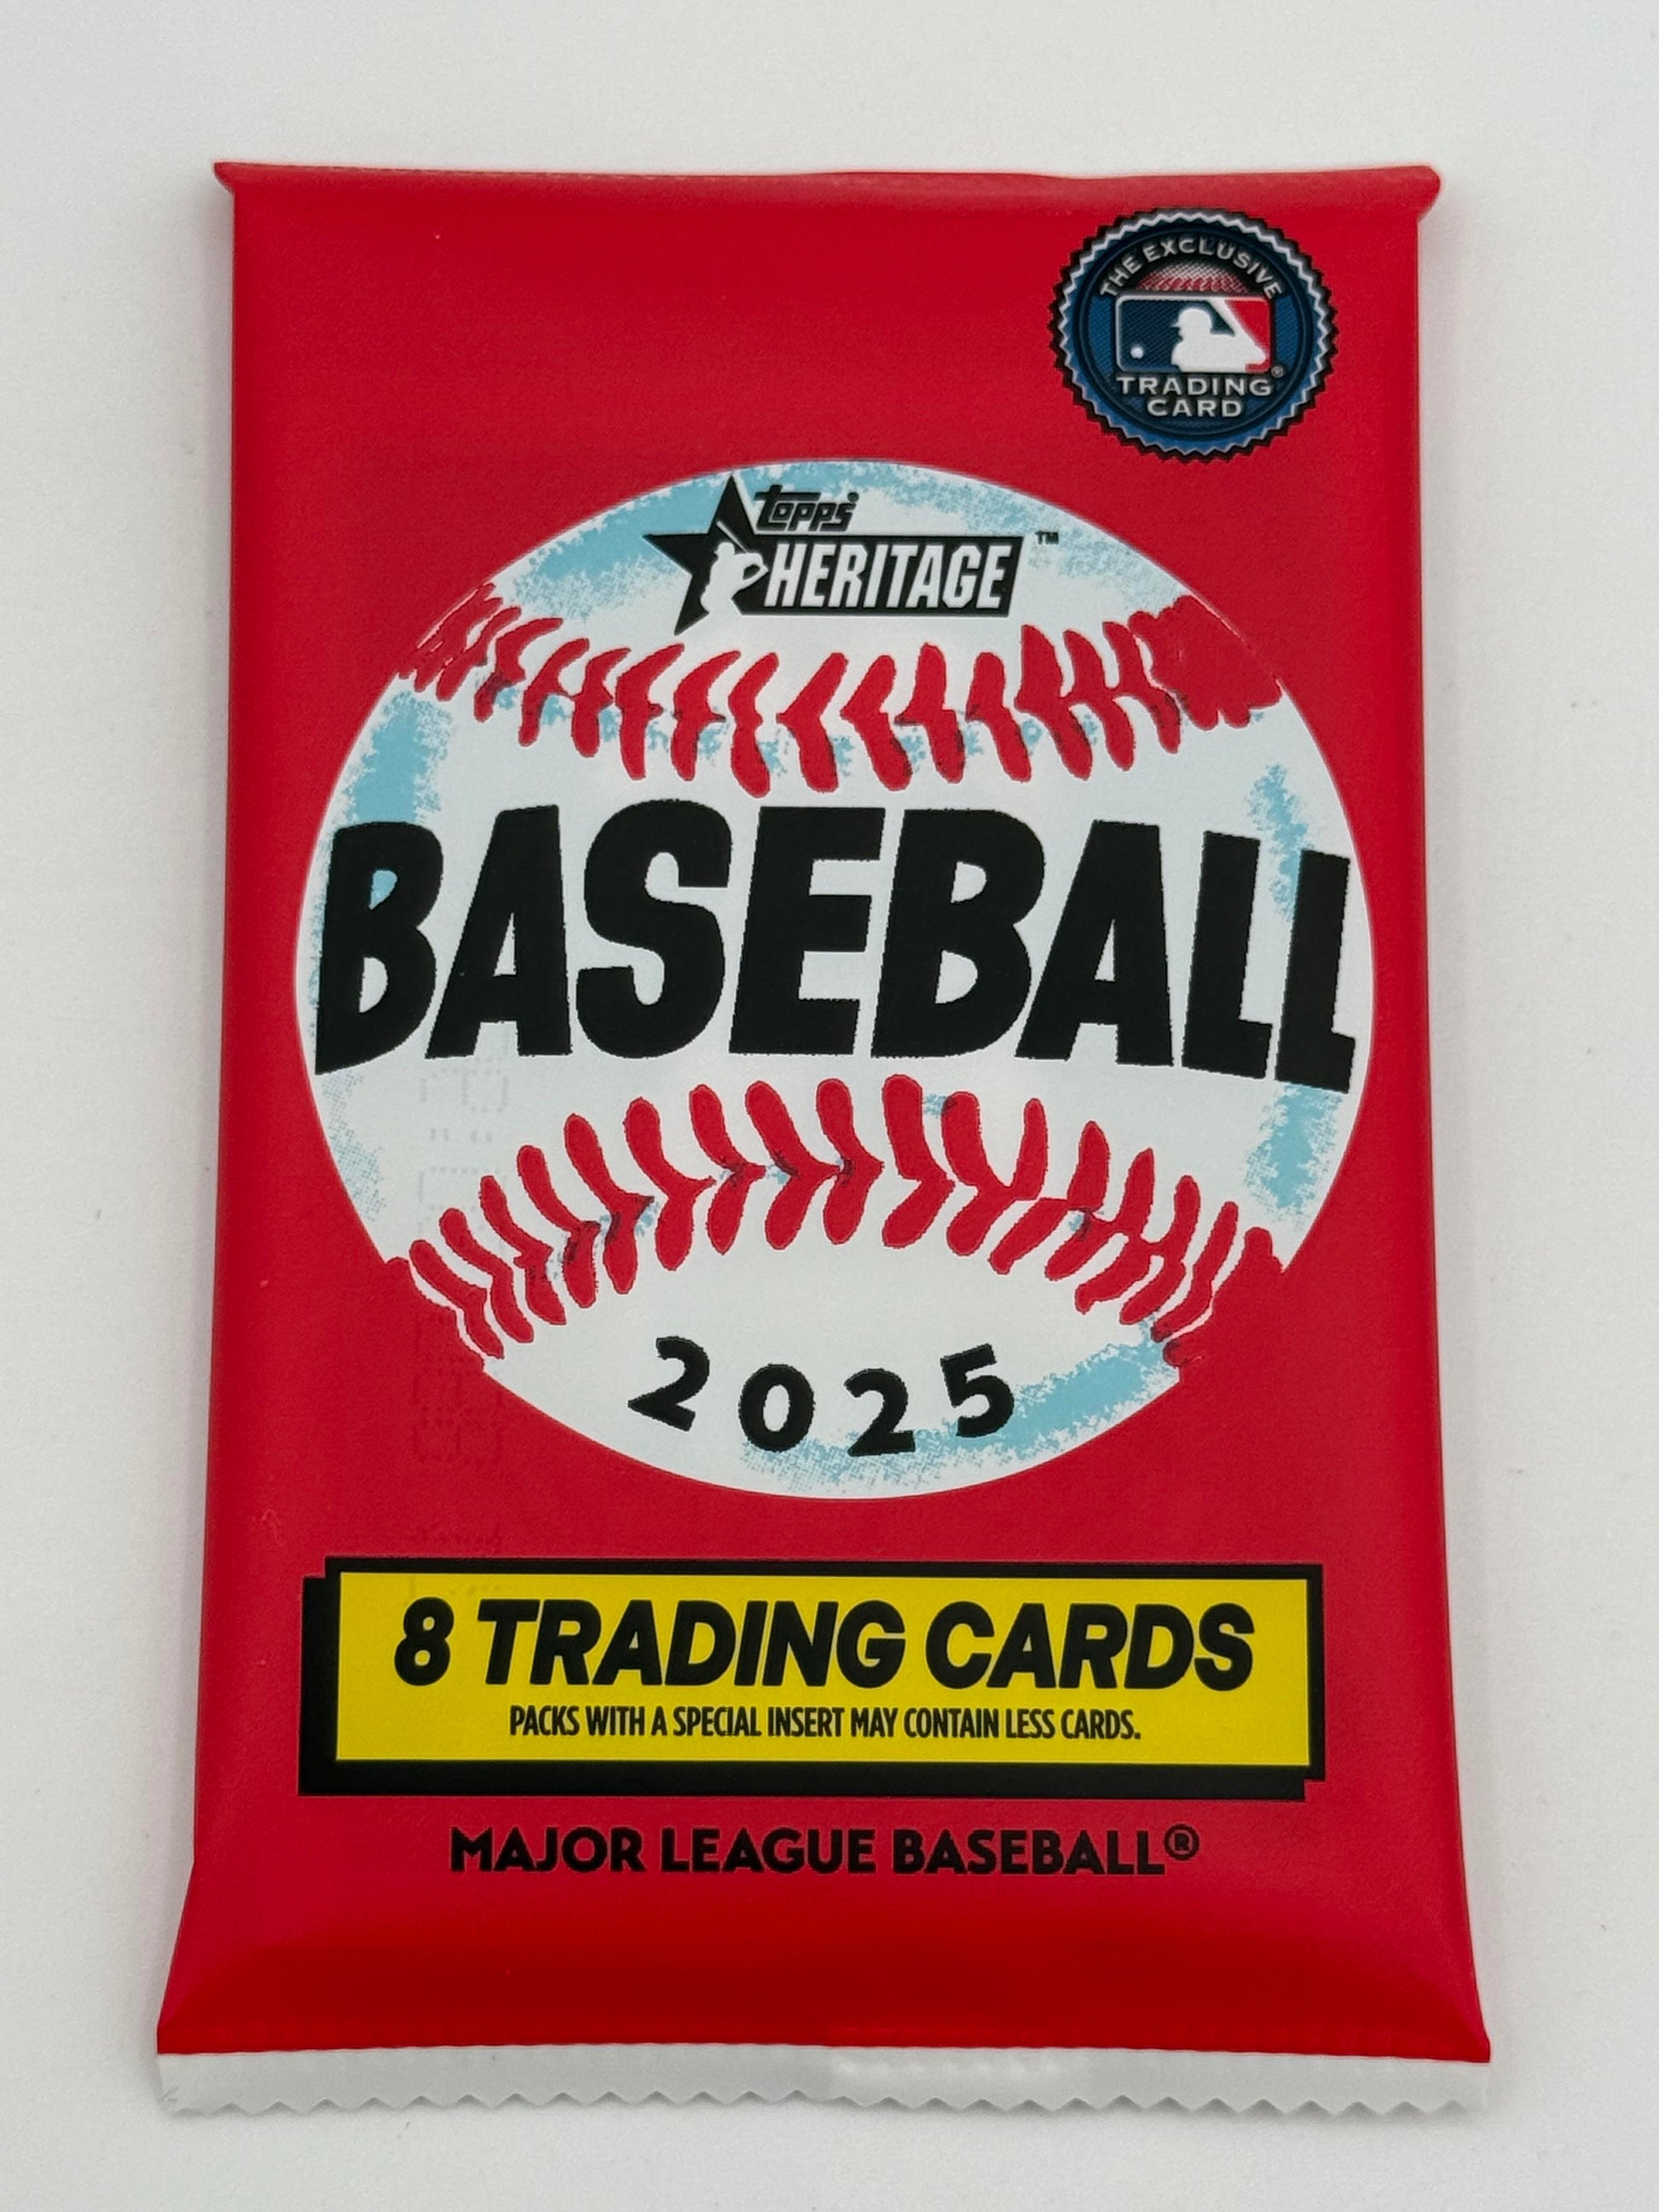 THE EXCLUSIVE
®
TRADING
CARD
topps
HERITAGE™
BASEBALL
2025
8 TRADING CARDS
PACKS WITH A SPECIAL INSERT MAY CONTAIN LESS CARDS.
MAJOR LEAGUE BASEBALL®